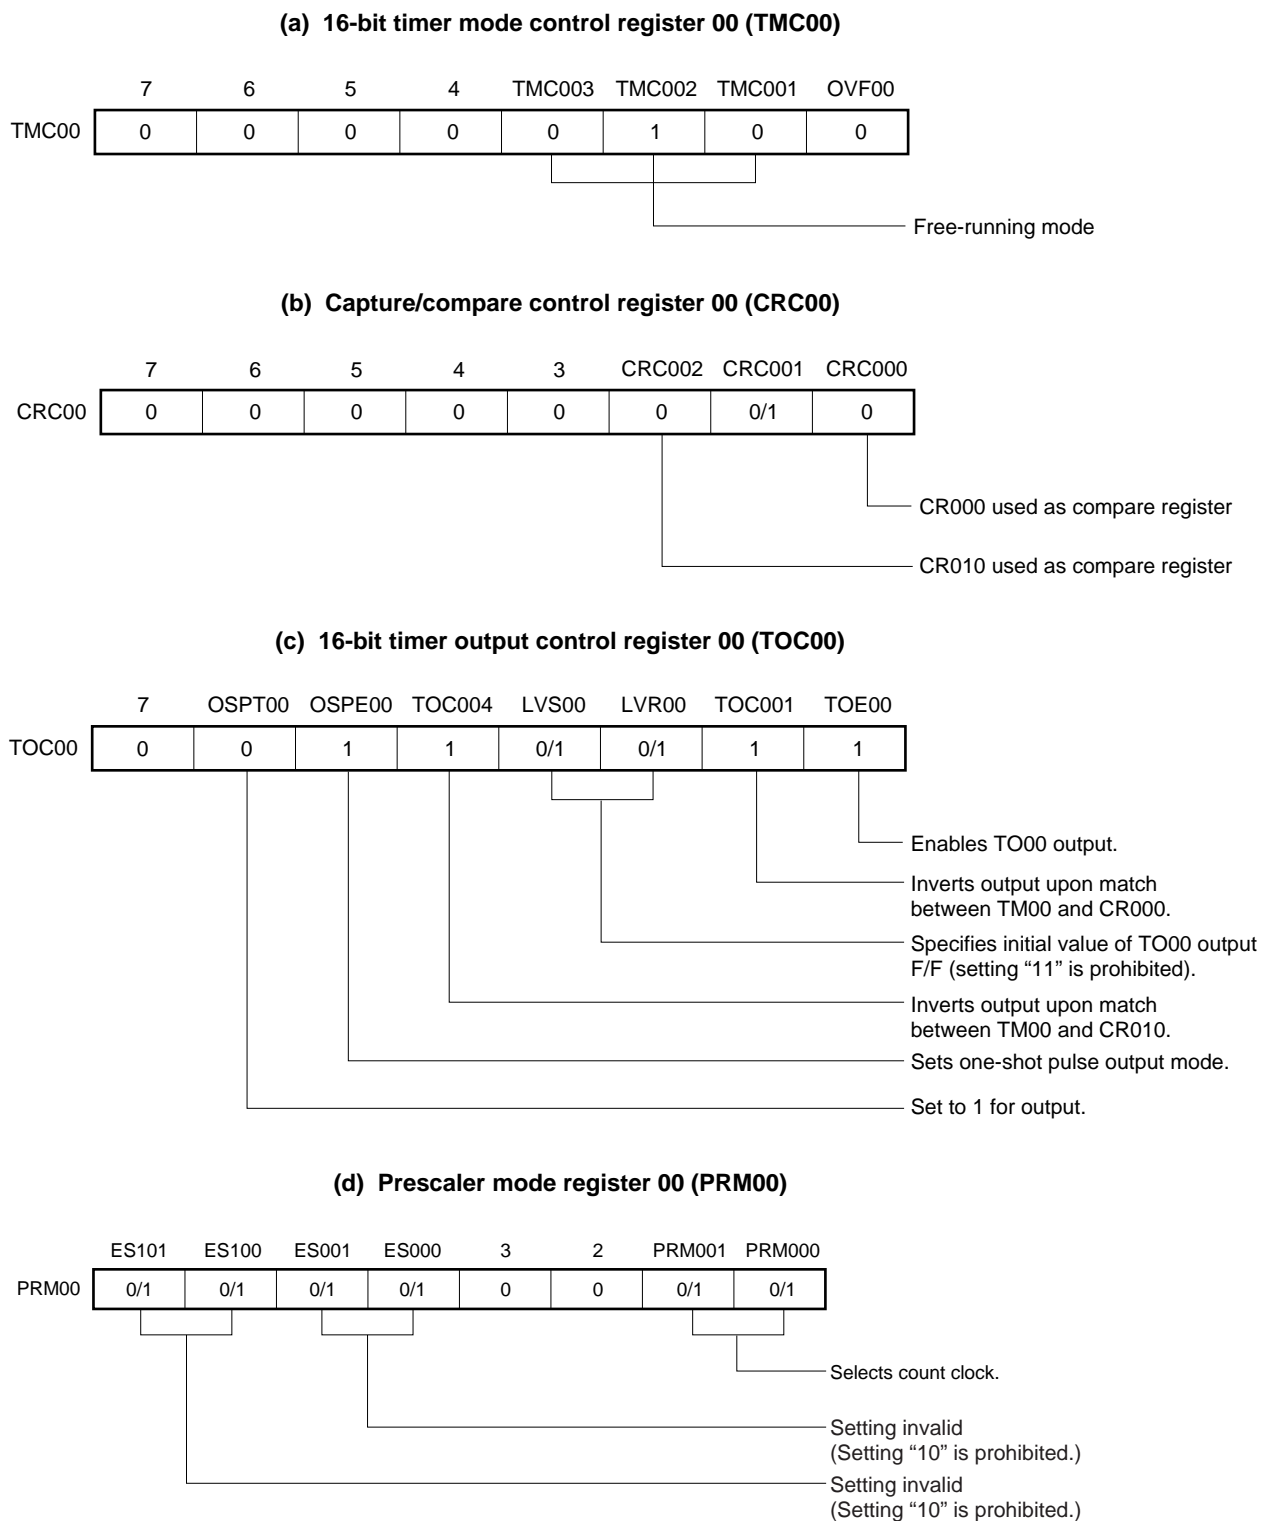 (a) 16-bit timer mode control register 00 (TMC00)
7 6 5 4 TMC003 TMC002 TMC001 OVF00
TMC00 0 0 0 0 0 1 0 0
Free-running mode
(b) Capture/compare control register 00 (CRC00)
7 6 5 4 3 CRC002 CRC001 CRC000
CRC00 0 0 0 0 0 0 0/1 0
CR000 used as compare register
CR010 used as compare register
(c) 16-bit timer output control register 00 (TOC00)
7 OSPT00 OSPE00 TOC004 LVS00 LVR00 TOC001 TOE00
TOC00 0 0 1 1 0/1 0/1 1 1
Enables TO00 output.
Inverts output upon match
between TM00 and CR000.
Specifies initial value of TO00 output
F/F (setting “11” is prohibited).
Inverts output upon match
between TM00 and CR010.
Sets one-shot pulse output mode.
Set to 1 for output.
(d) Prescaler mode register 00 (PRM00)
ES101 ES100 ES001 ES000 3 2 PRM001 PRM000
PRM00 0/1 0/1 0/1 0/1 0 0 0/1 0/1
Selects count clock.
Setting invalid
(Setting “10” is prohibited.)
Setting invalid
(Setting “10” is prohibited.)